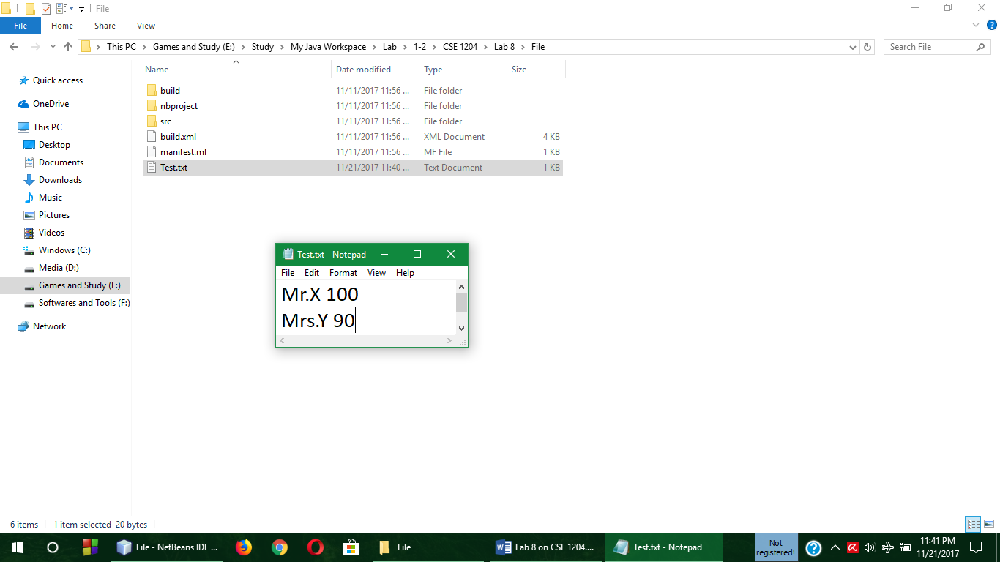 File
File Home Share View
This PC Games and Study (E:) Study My Java Workspace Lab 1-2 CSE 1204 Lab 8 File
Search File
Name Date modified Type Size
Quick access
OneDrive
This PC
Desktop
Documents
Downloads
Music
Pictures
Videos
Windows (C:)
Media (D:)
Games and Study (E:)
Softwares and Tools (F:)
Network
build 11/11/2017 11:56 ... File folder
nbproject 11/11/2017 11:56 ... File folder
src 11/11/2017 11:56 ... File folder
build.xml 11/11/2017 11:56 ... XML Document 4 KB
manifest.mf 11/11/2017 11:56 ... MF File 1 KB
Test.txt 11/21/2017 11:40 ... Text Document 1 KB
Test.txt - Notepad
File Edit Format View Help
Mr.X 100
Mrs.Y 90
6 items 1 item selected 20 bytes
File - NetBeans IDE ...
File
Lab 8 on CSE 1204....
Test.txt - Notepad
Not
registered!
11:41 PM
11/21/2017